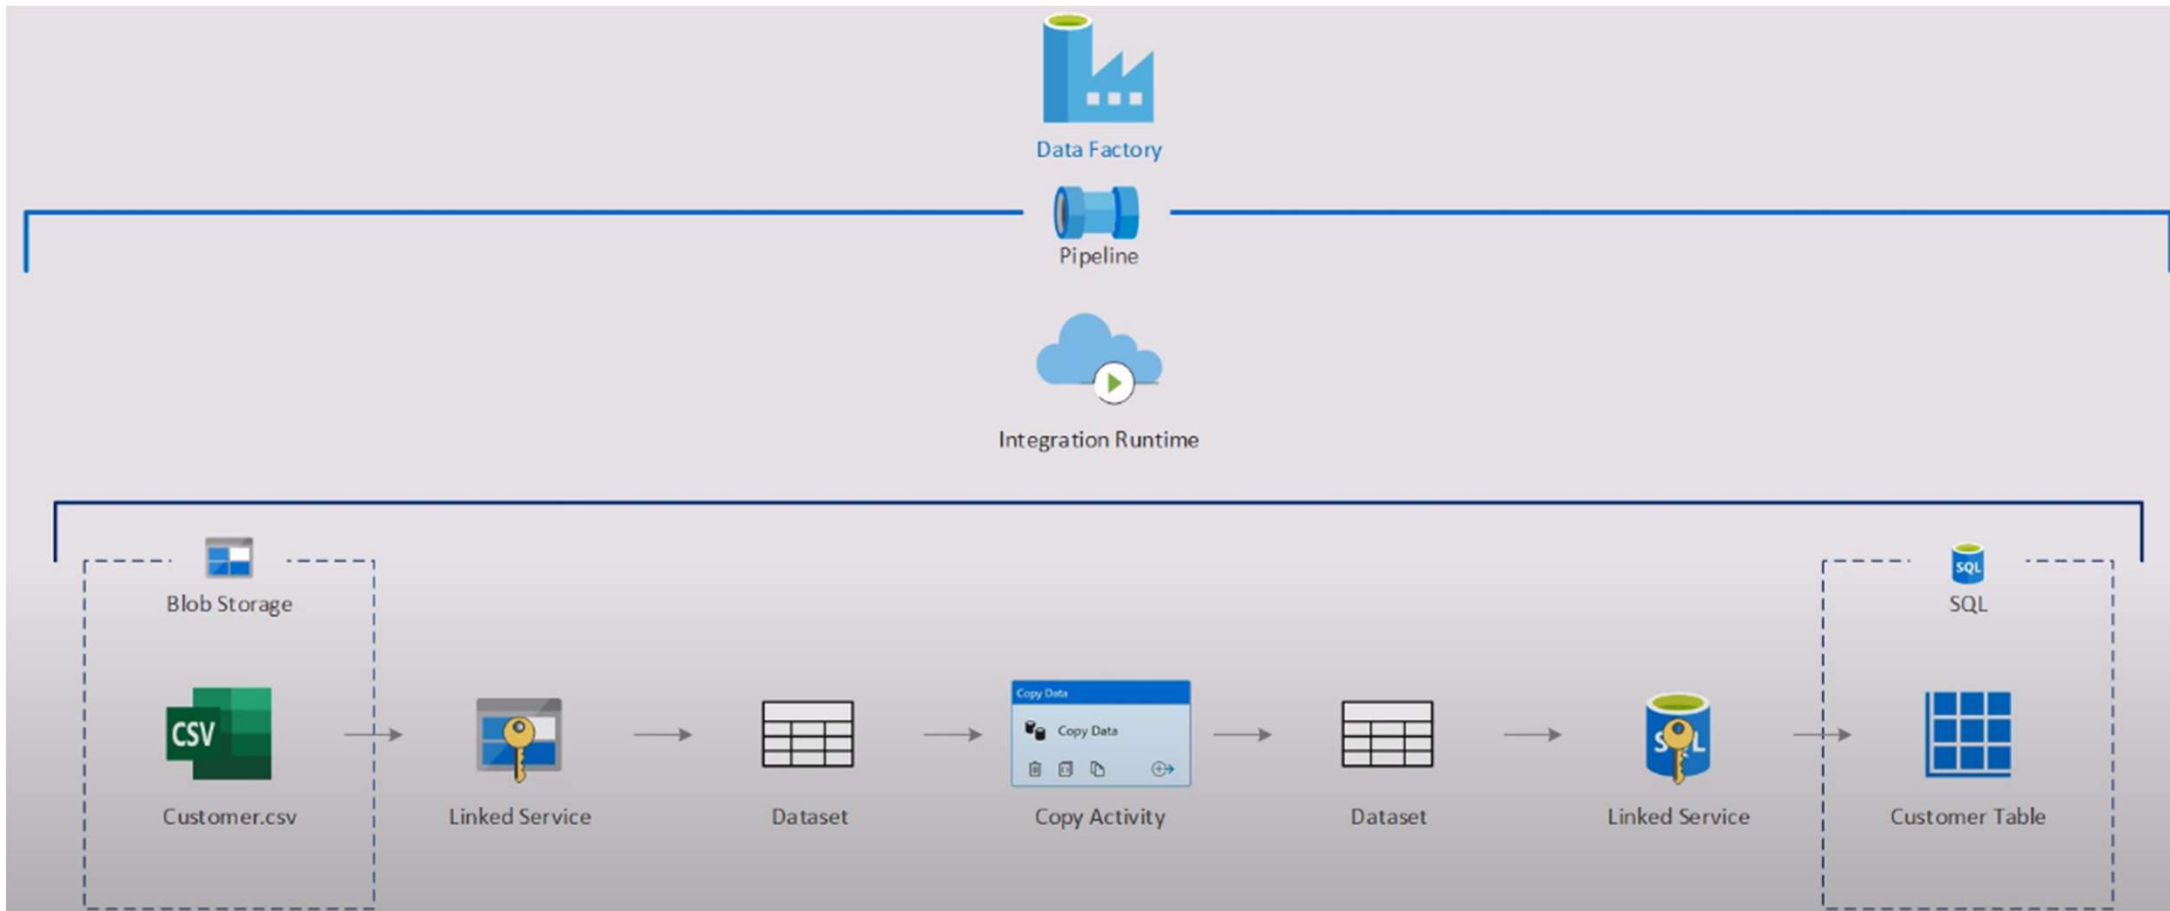 Data Factory
Pipeline
Integration Runtime
Blob Storage
SQL
SQL
CSV
Copy Data
Copy Data
SQL
Customer.csv
Linked Service
Dataset
Copy Activity
Dataset
Linked Service
Customer Table